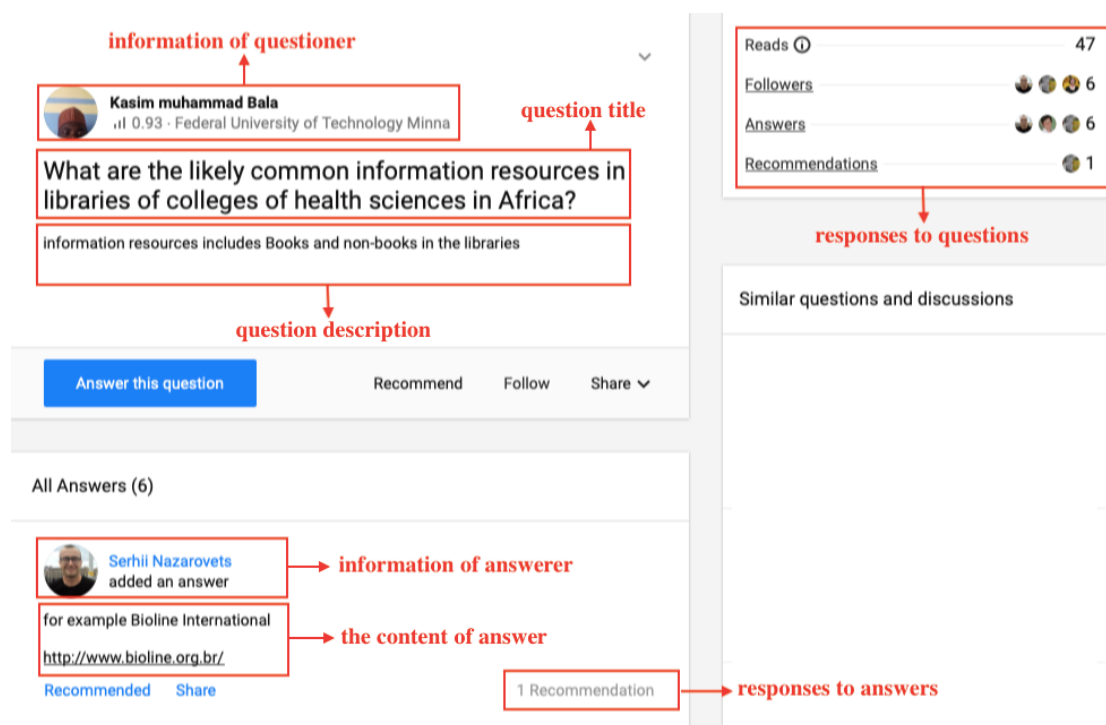 information of questioner
Kasim muhammad Bala
0.93 · Federal University of Technology Minna
question title
What are the likely common information resources in
libraries of colleges of health sciences in Africa?
information resources includes Books and non-books in the libraries
question description
Answer this question
Recommend
Follow
Share
All Answers (6)
Serhii Nazarovets
added an answer
information of answerer
for example Bioline International
http://www.bioline.org.br/
the content of answer
Recommended
Share
1 Recommendation
responses to answers
Reads 47
Followers 6
Answers 6
Recommendations 1
responses to questions
Similar questions and discussions